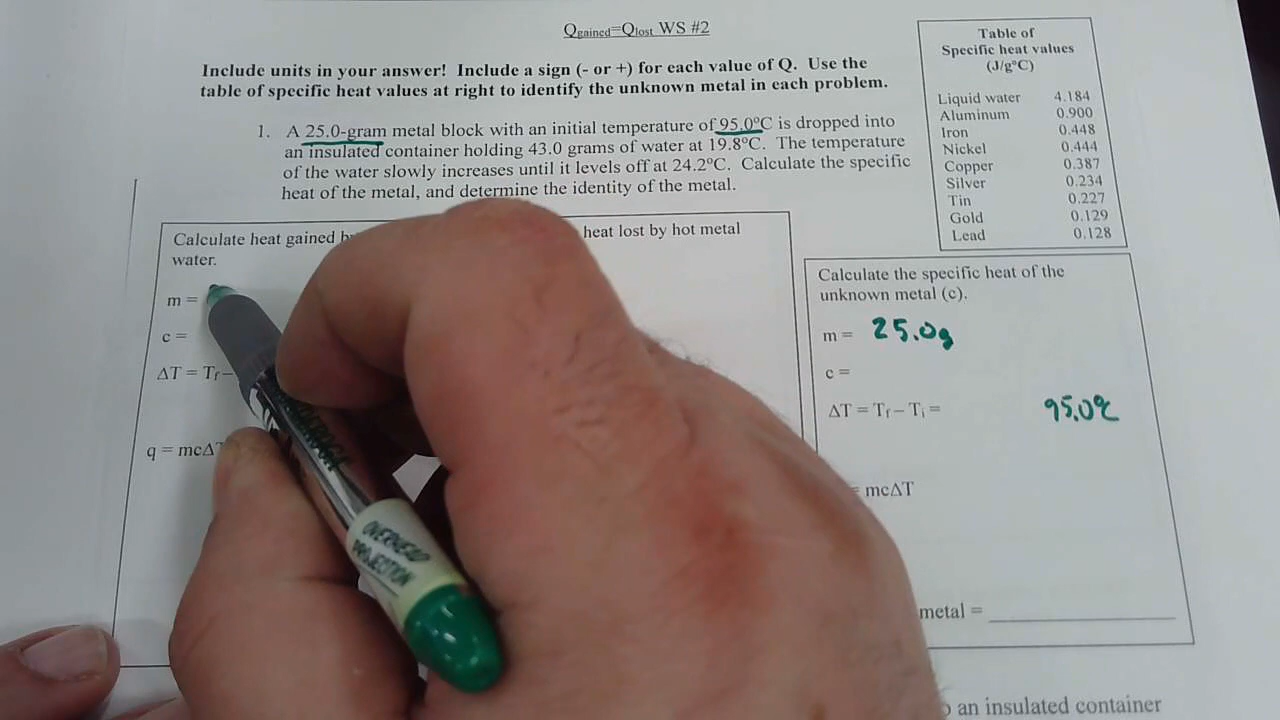 Qgained=Qlost WS #2
Include units in your answer! Include a sign (- or +) for each value of Q. Use the
table of specific heat values at right to identify the unknown metal in each problem.
1. A 25.0-gram metal block with an initial temperature of 95.0°C is dropped into
an insulated container holding 43.0 grams of water at 19.8°C. The temperature
of the water slowly increases until it levels off at 24.2°C. Calculate the specific
heat of the metal, and determine the identity of the metal.
Table of
Specific heat values
(J/g°C)
Liquid water 4.184
Aluminum 0.900
Iron 0.448
Nickel 0.444
Copper 0.387
Silver 0.234
Tin 0.227
Gold 0.129
Lead 0.128
Calculate heat gained heat lost by hot metal
water.
m =
c =
ΔT = Tf –
q = mcΔT
OVERHEAD
PROJECTION
Calculate the specific heat of the
unknown metal (c).
m = 25.0g
c =
ΔT = Tf – Ti = 95.0°C
= mcΔT
metal =
an insulated container